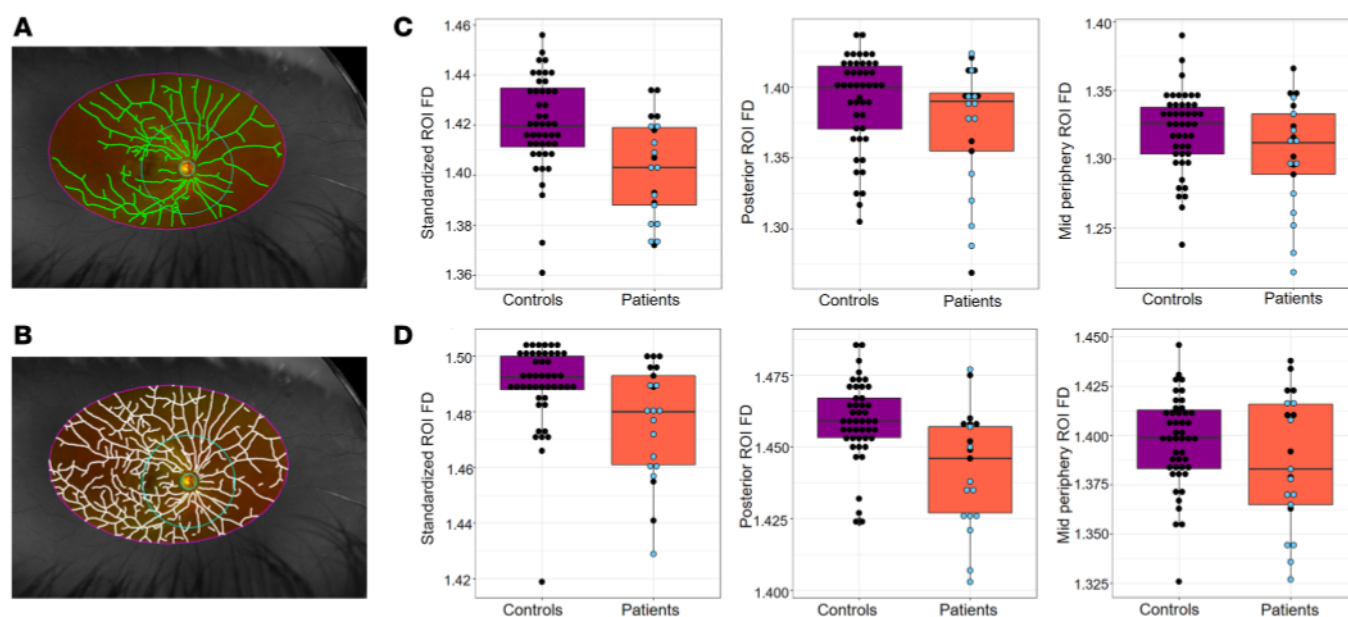 A
B
C
Standardized ROI FD
1.46
1.44
1.42
1.40
1.38
1.36
Controls Patients
Posterior ROI FD
1.40
1.35
1.30
Controls Patients
Mid periphery ROI FD
1.40
1.35
1.30
1.25
Controls Patients
D
Standardized ROI FD
1.50
1.48
1.46
1.44
1.42
Controls Patients
Posterior ROI FD
1.475
1.450
1.425
1.400
Controls Patients
Mid periphery ROI FD
1.450
1.425
1.400
1.375
1.350
1.325
Controls Patients